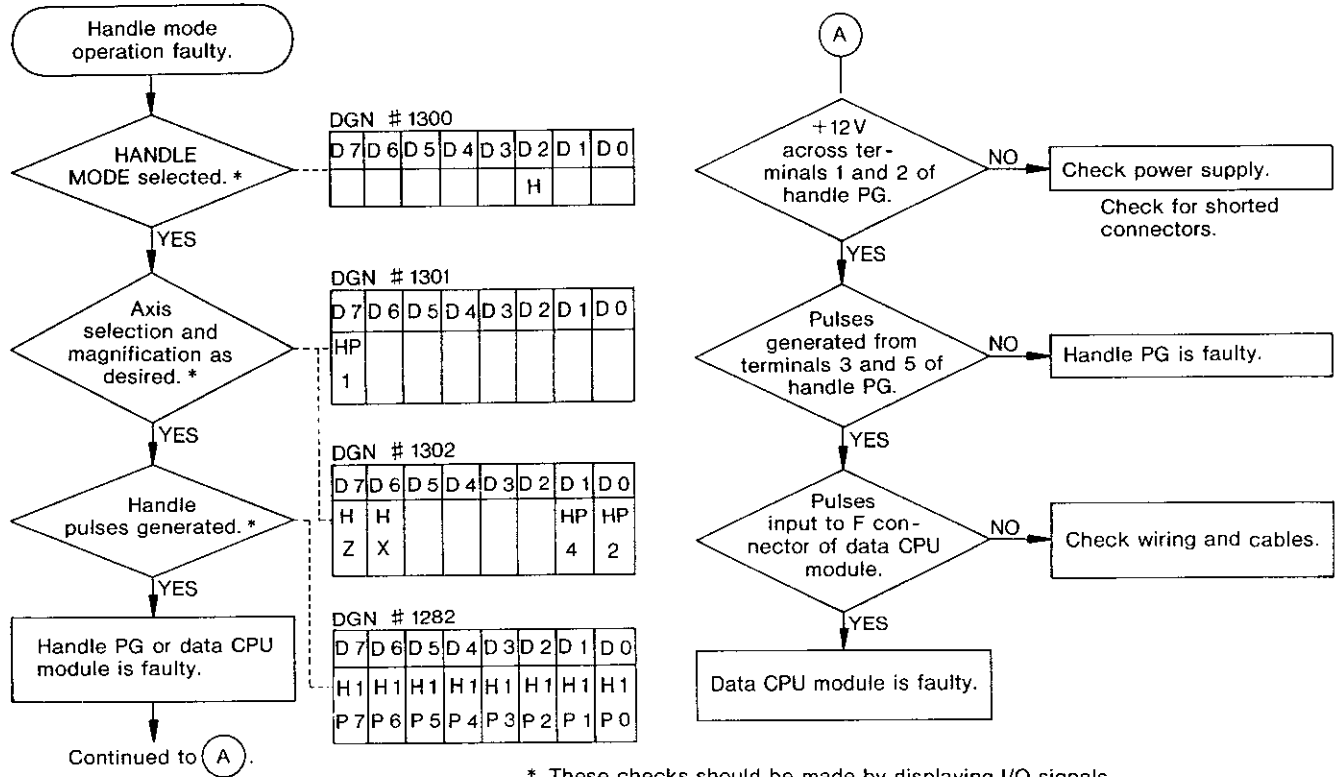 Handle mode
operation faulty.
HANDLE
MODE selected. *
YES
DGN # 1300
D 7 D 6 D 5 D 4 D 3 D 2 D 1 D 0
H
Axis
selection and
magnification as
desired. *
YES
DGN # 1301
D 7 D 6 D 5 D 4 D 3 D 2 D 1 D 0
HP
1
DGN # 1302
D 7 D 6 D 5 D 4 D 3 D 2 D 1 D 0
H H HP HP
Z X 4 2
Handle
pulses generated. *
YES
DGN # 1282
D 7 D 6 D 5 D 4 D 3 D 2 D 1 D 0
H 1 H 1 H 1 H 1 H 1 H 1 H 1 H 1
P 7 P 6 P 5 P 4 P 3 P 2 P 1 P 0
Handle PG or data CPU
module is faulty.
Continued to A .
A
+12V
across ter-
minals 1 and 2 of
handle PG.
NO
Check power supply.
Check for shorted
connectors.
YES
Pulses
generated from
terminals 3 and 5 of
handle PG.
NO
Handle PG is faulty.
YES
Pulses
input to F con-
nector of data CPU
module.
NO
Check wiring and cables.
YES
Data CPU module is faulty.
* These checks should be made by displaying I/O signals